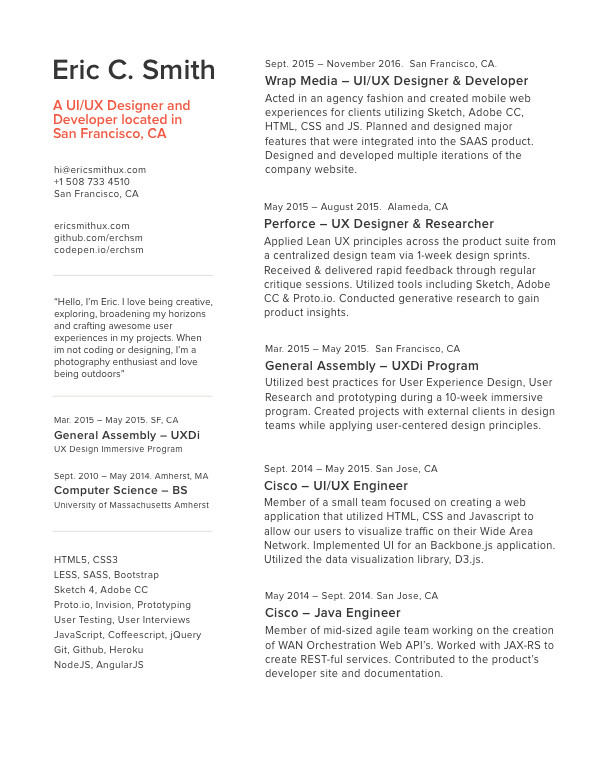 Eric C. Smith
A UI/UX Designer and
Developer located in
San Francisco, CA
hi@ericsmithux.com
+1 508 733 4510
San Francisco, CA
ericsmithux.com
github.com/erchsm
codepen.io/erchsm
“Hello, I’m Eric. I love being creative,
exploring, broadening my horizons
and crafting awesome user
experiences in my projects. When
im not coding or designing, I’m a
photography enthusiast and love
being outdoors”
Mar. 2015 – May 2015. SF, CA
General Assembly – UXDi
UX Design Immersive Program
Sept. 2010 – May 2014. Amherst, MA
Computer Science – BS
University of Massachusetts Amherst
HTML5, CSS3
LESS, SASS, Bootstrap
Sketch 4, Adobe CC
Proto.io, Invision, Prototyping
User Testing, User Interviews
JavaScript, Coffeescript, jQuery
Git, Github, Heroku
NodeJS, AngularJS
Sept. 2015 – November 2016.  San Francisco, CA.
Wrap Media – UI/UX Designer & Developer
Acted in an agency fashion and created mobile web
experiences for clients utilizing Sketch, Adobe CC,
HTML, CSS and JS. Planned and designed major
features that were integrated into the SAAS product.
Designed and developed multiple iterations of the
company website.
May 2015 – August 2015.  Alameda, CA
Perforce – UX Designer & Researcher
Applied Lean UX principles across the product suite from
a centralized design team via 1-week design sprints.
Received & delivered rapid feedback through regular
critique sessions. Utilized tools including Sketch, Adobe
CC & Proto.io. Conducted generative research to gain
product insights.
Mar. 2015 – May 2015.  San Francisco, CA
General Assembly – UXDi Program
Utilized best practices for User Experience Design, User
Research and prototyping during a 10-week immersive
program. Created projects with external clients in design
teams while applying user-centered design principles.
Sept. 2014 – May 2015. San Jose, CA
Cisco – UI/UX Engineer
Member of a small team focused on creating a web
application that utilized HTML, CSS and Javascript to
allow our users to visualize traffic on their Wide Area
Network. Implemented UI for an Backbone.js application.
Utilized the data visualization library, D3.js.
May 2014 – Sept. 2014. San Jose, CA
Cisco – Java Engineer
Member of mid-sized agile team working on the creation
of WAN Orchestration Web API’s. Worked with JAX-RS to
create REST-ful services. Contributed to the product’s
developer site and documentation.